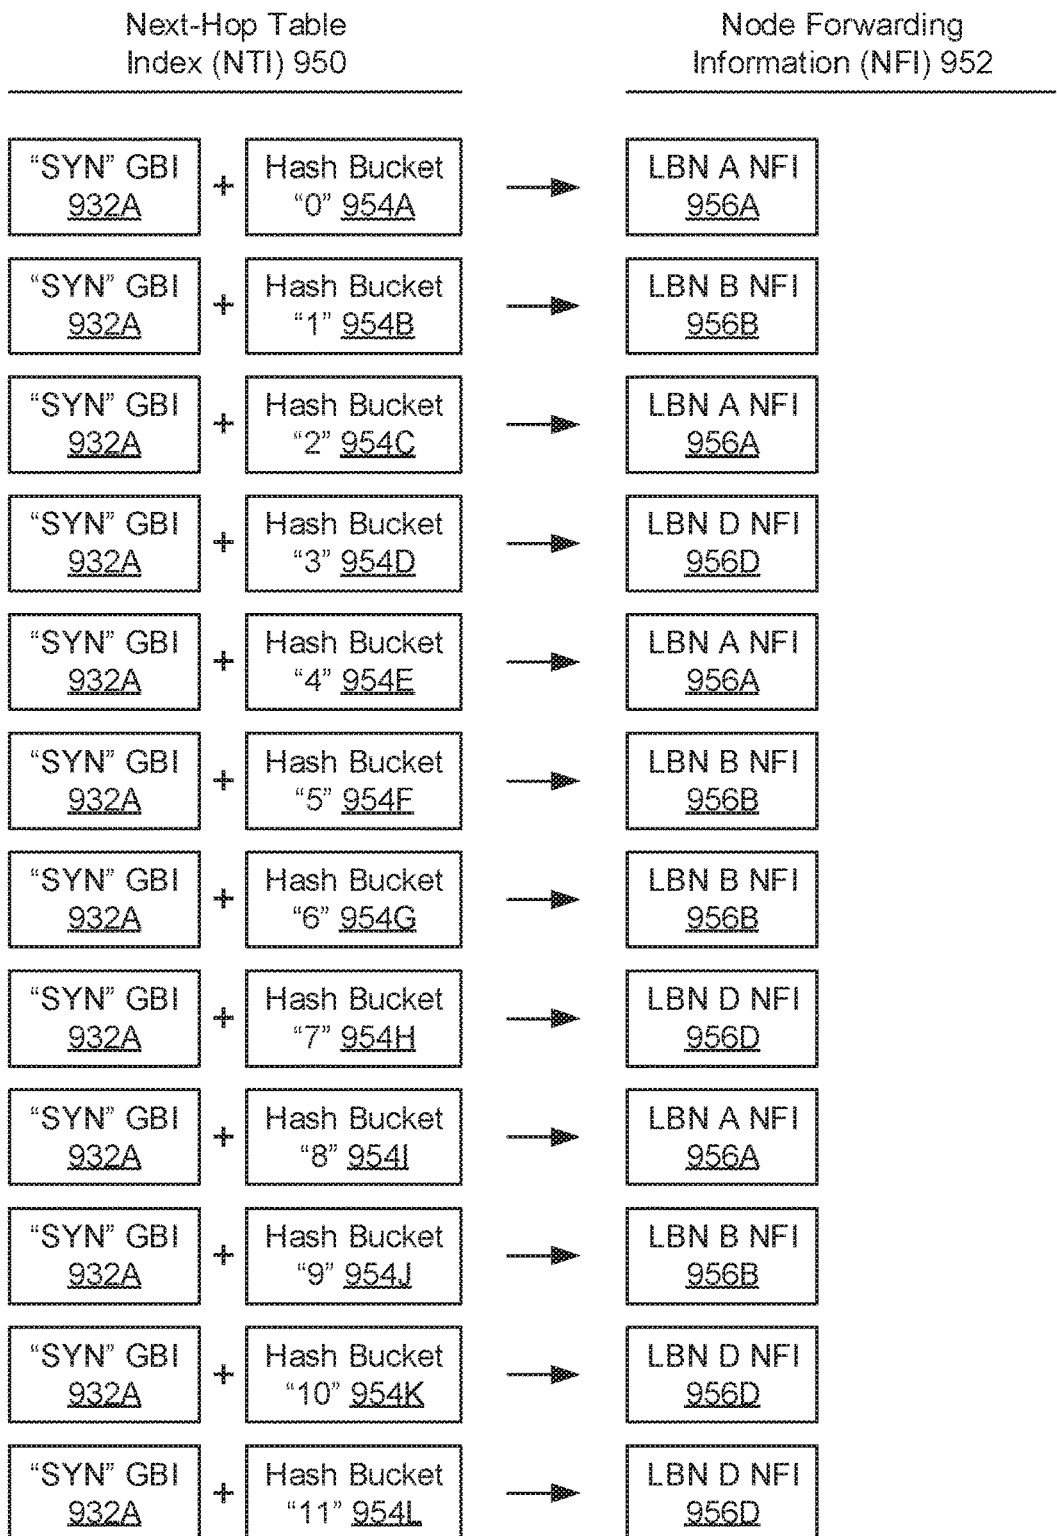 Next-Hop Table
Index (NTI) 950
Node Forwarding
Information (NFI) 952
"SYN" GBI
932A
+
Hash Bucket
"0" 954A
LBN A NFI
956A
"SYN" GBI
932A
+
Hash Bucket
"1" 954B
LBN B NFI
956B
"SYN" GBI
932A
+
Hash Bucket
"2" 954C
LBN A NFI
956A
"SYN" GBI
932A
+
Hash Bucket
"3" 954D
LBN D NFI
956D
"SYN" GBI
932A
+
Hash Bucket
"4" 954E
LBN A NFI
956A
"SYN" GBI
932A
+
Hash Bucket
"5" 954F
LBN B NFI
956B
"SYN" GBI
932A
+
Hash Bucket
"6" 954G
LBN B NFI
956B
"SYN" GBI
932A
+
Hash Bucket
"7" 954H
LBN D NFI
956D
"SYN" GBI
932A
+
Hash Bucket
"8" 954I
LBN A NFI
956A
"SYN" GBI
932A
+
Hash Bucket
"9" 954J
LBN B NFI
956B
"SYN" GBI
932A
+
Hash Bucket
"10" 954K
LBN D NFI
956D
"SYN" GBI
932A
+
Hash Bucket
"11" 954L
LBN D NFI
956D